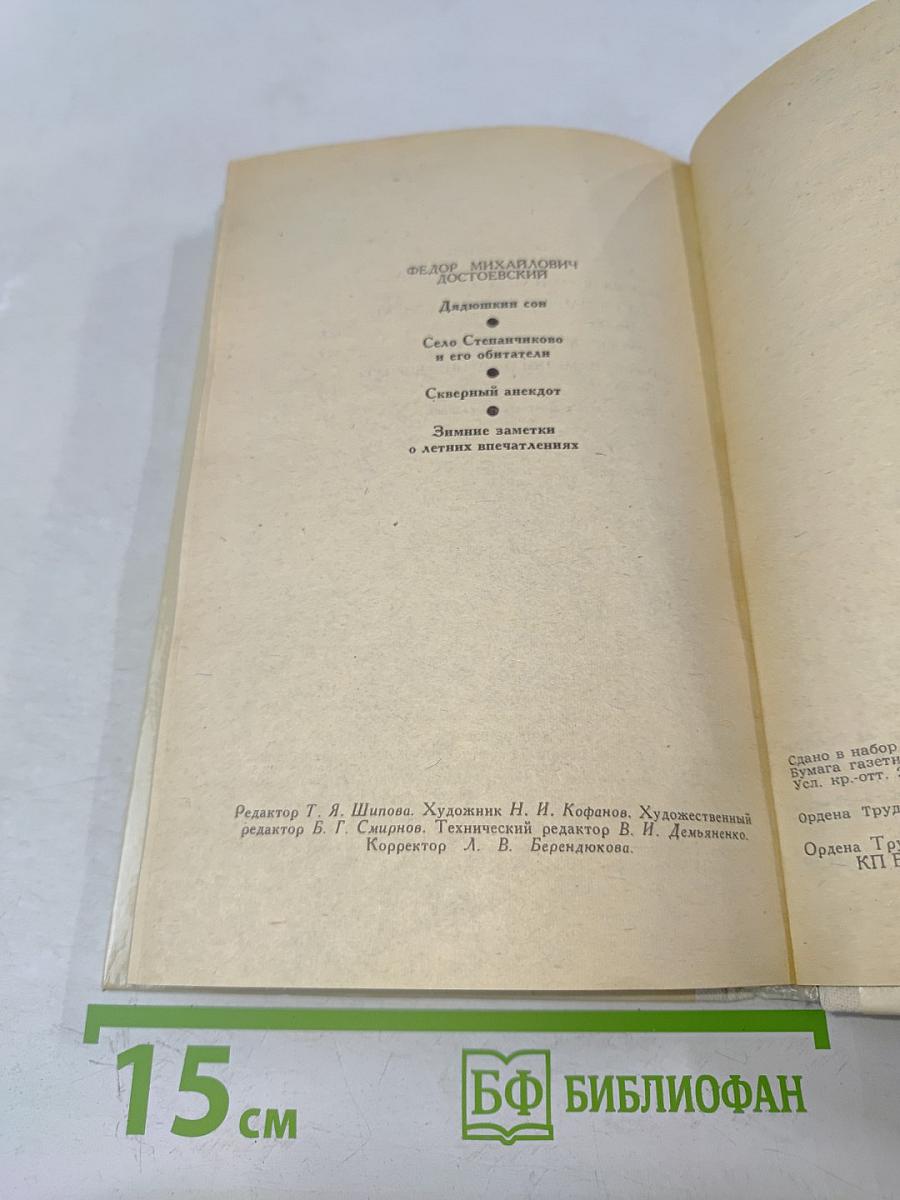 ФЕДОР МИХАЙЛОВИЧ
ДОСТОЕВСКИЙ
Дядюшкин сон
Село Степанчиково
и его обитатели
Скверный анекдот
Зимние заметки
о летних впечатлениях
Редактор Т. Я. Шипова. Художник Н. И. Кофанов. Художественный
редактор Б. Г. Смирнов. Технический редактор В. И. Демьяненко.
Корректор Л. В. Берендюкова.
Сдано в набор
Бумага газетн
Усл. кр.-отт.
Ордена Труд
Ордена Тру
КП
15 см
БФ БИБЛИОФАН